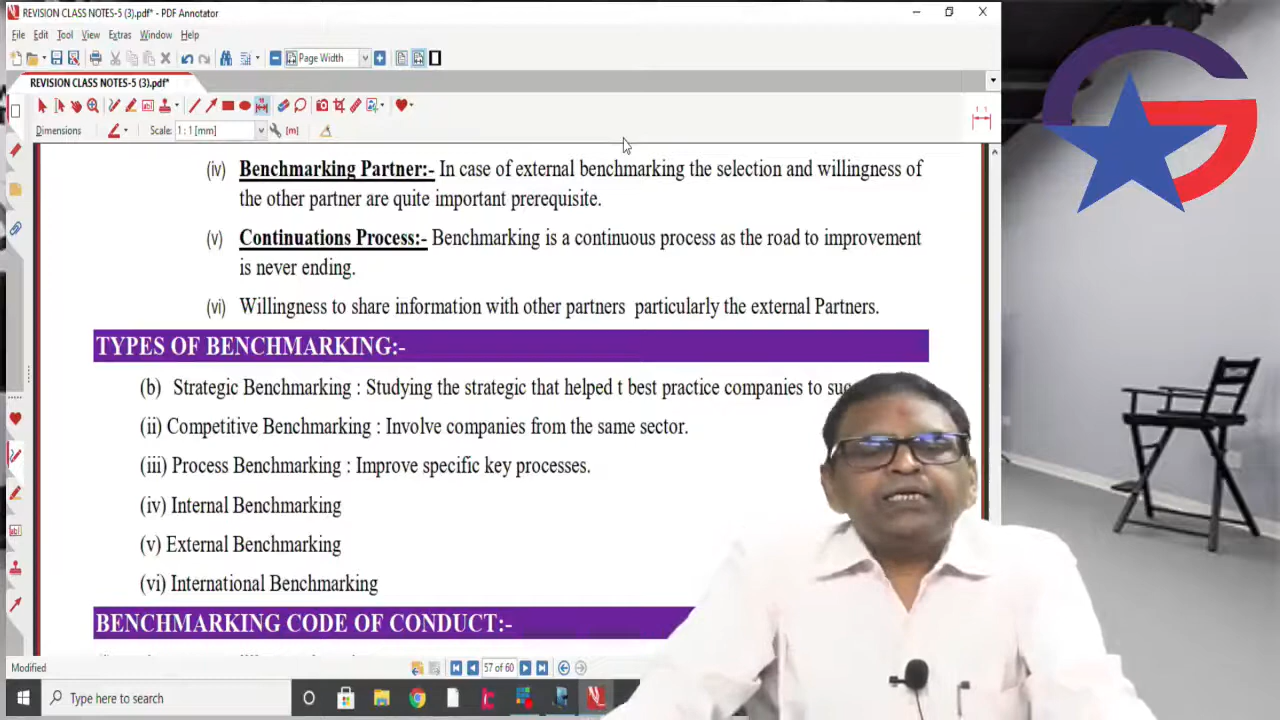 REVISION CLASS NOTES-5 (3).pdf* - PDF Annotator
File Edit Tool View Extras Window Help
Page Width
REVISION CLASS NOTES-5 (3).pdf*
Dimensions Scale: 1 : 1 [mm] [m]
(iv) Benchmarking Partner:- In case of external benchmarking the selection and willingness of
the other partner are quite important prerequisite.
(v) Continuations Process:- Benchmarking is a continuous process as the road to improvement
is never ending.
(vi) Willingness to share information with other partners particularly the external Partners.
TYPES OF BENCHMARKING:-
(b) Strategic Benchmarking : Studying the strategic that helped t best practice companies to
(ii) Competitive Benchmarking : Involve companies from the same sector.
(iii) Process Benchmarking : Improve specific key processes.
(iv) Internal Benchmarking
(v) External Benchmarking
(vi) International Benchmarking
BENCHMARKING CODE OF CONDUCT:-
Modified 57 of 60
Type here to search